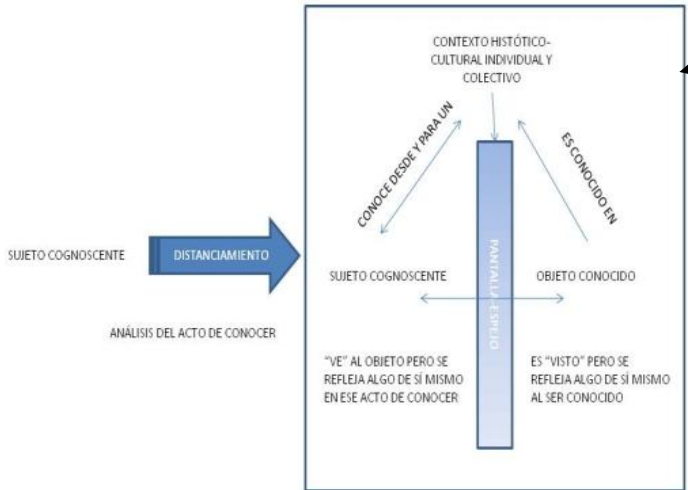 CONTEXTO HISTÓTICO-
CULTURAL INDIVIDUAL Y
COLECTIVO
CONOCE DESDE Y PARA UN
ES CONOCIDO EN
SUJETO COGNOSCENTE
DISTANCIAMIENTO
SUJETO COGNOSCENTE
PANTALLA-ESPEJO
OBJETO CONOCIDO
ANÁLISIS DEL ACTO DE CONOCER
"VE" AL OBJETO PERO SE
REFLEJA ALGO DE SÍ MISMO
EN ESE ACTO DE CONOCER
ES "VISTO" PERO SE
REFLEJA ALGO DE SÍ MISMO
AL SER CONOCIDO